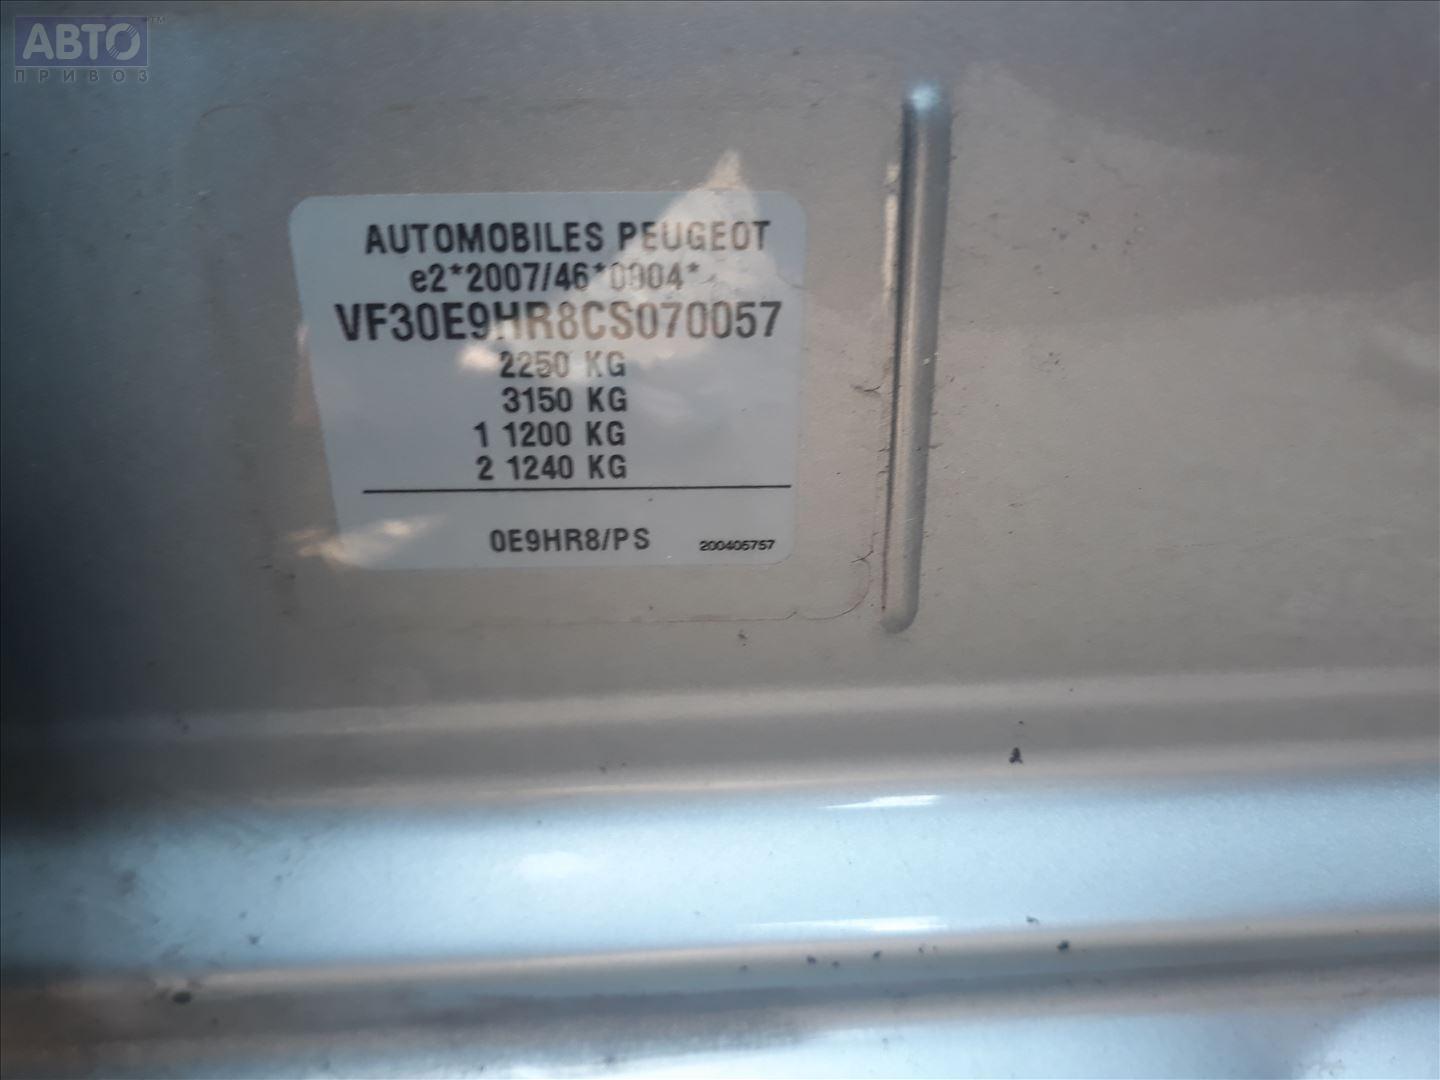 АВТО ™
ПРИВОЗ
AUTOMOBILES PEUGEOT
e2*2007/46*0004*
VF30E9HR8CS070057
2250 KG
3150 KG
1 1200 KG
2 1240 KG
0E9HR8/PS 200405757